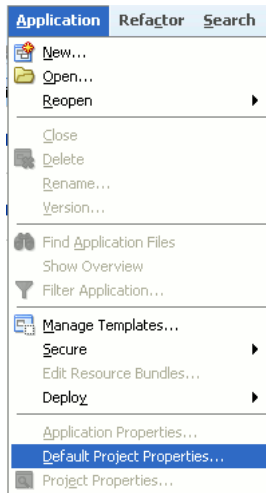 Application Refactor Search
New...
Open...
Reopen
Close
Delete
Rename...
Version...
Find Application Files
Show Overview
Filter Application...
Manage Templates...
Secure
Edit Resource Bundles...
Deploy
Application Properties...
Default Project Properties...
Project Properties...